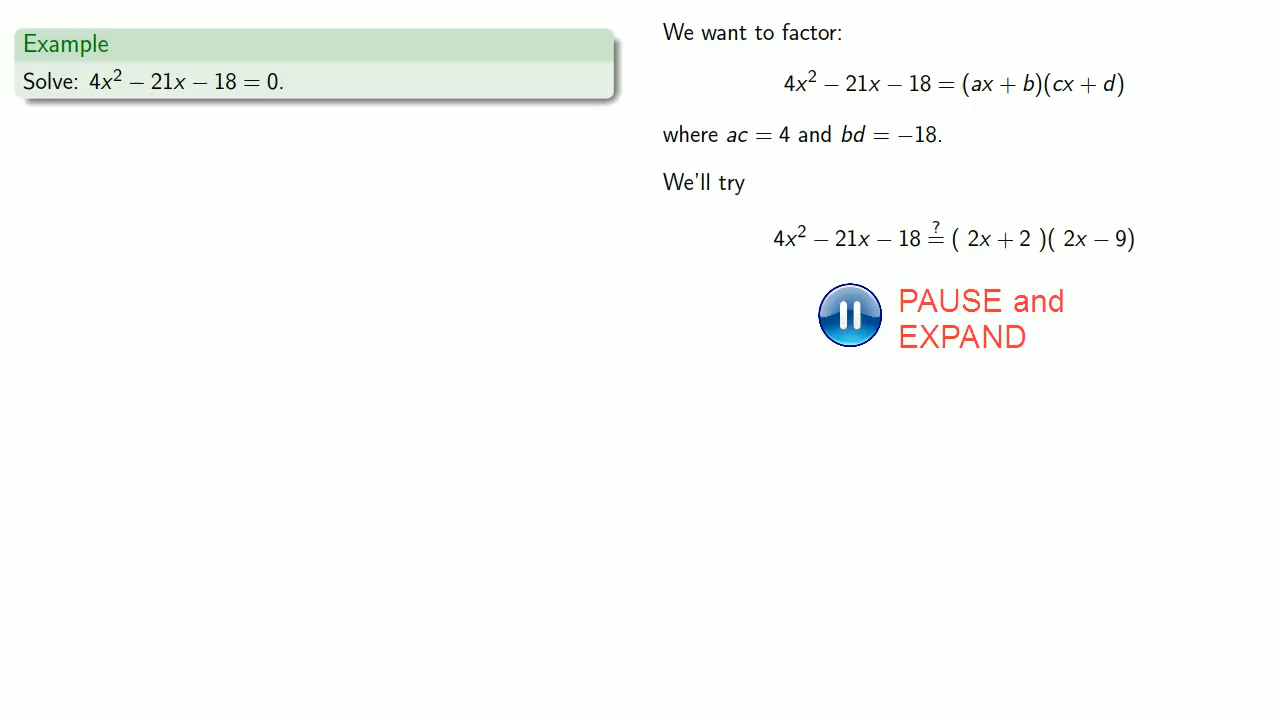 Example
Solve: 4x² − 21x − 18 = 0.
We want to factor:
4x² − 21x − 18 = (ax + b)(cx + d)
where ac = 4 and bd = −18.
We'll try
4x² − 21x − 18 ≟ ( 2x + 2 )( 2x − 9)
PAUSE and
EXPAND